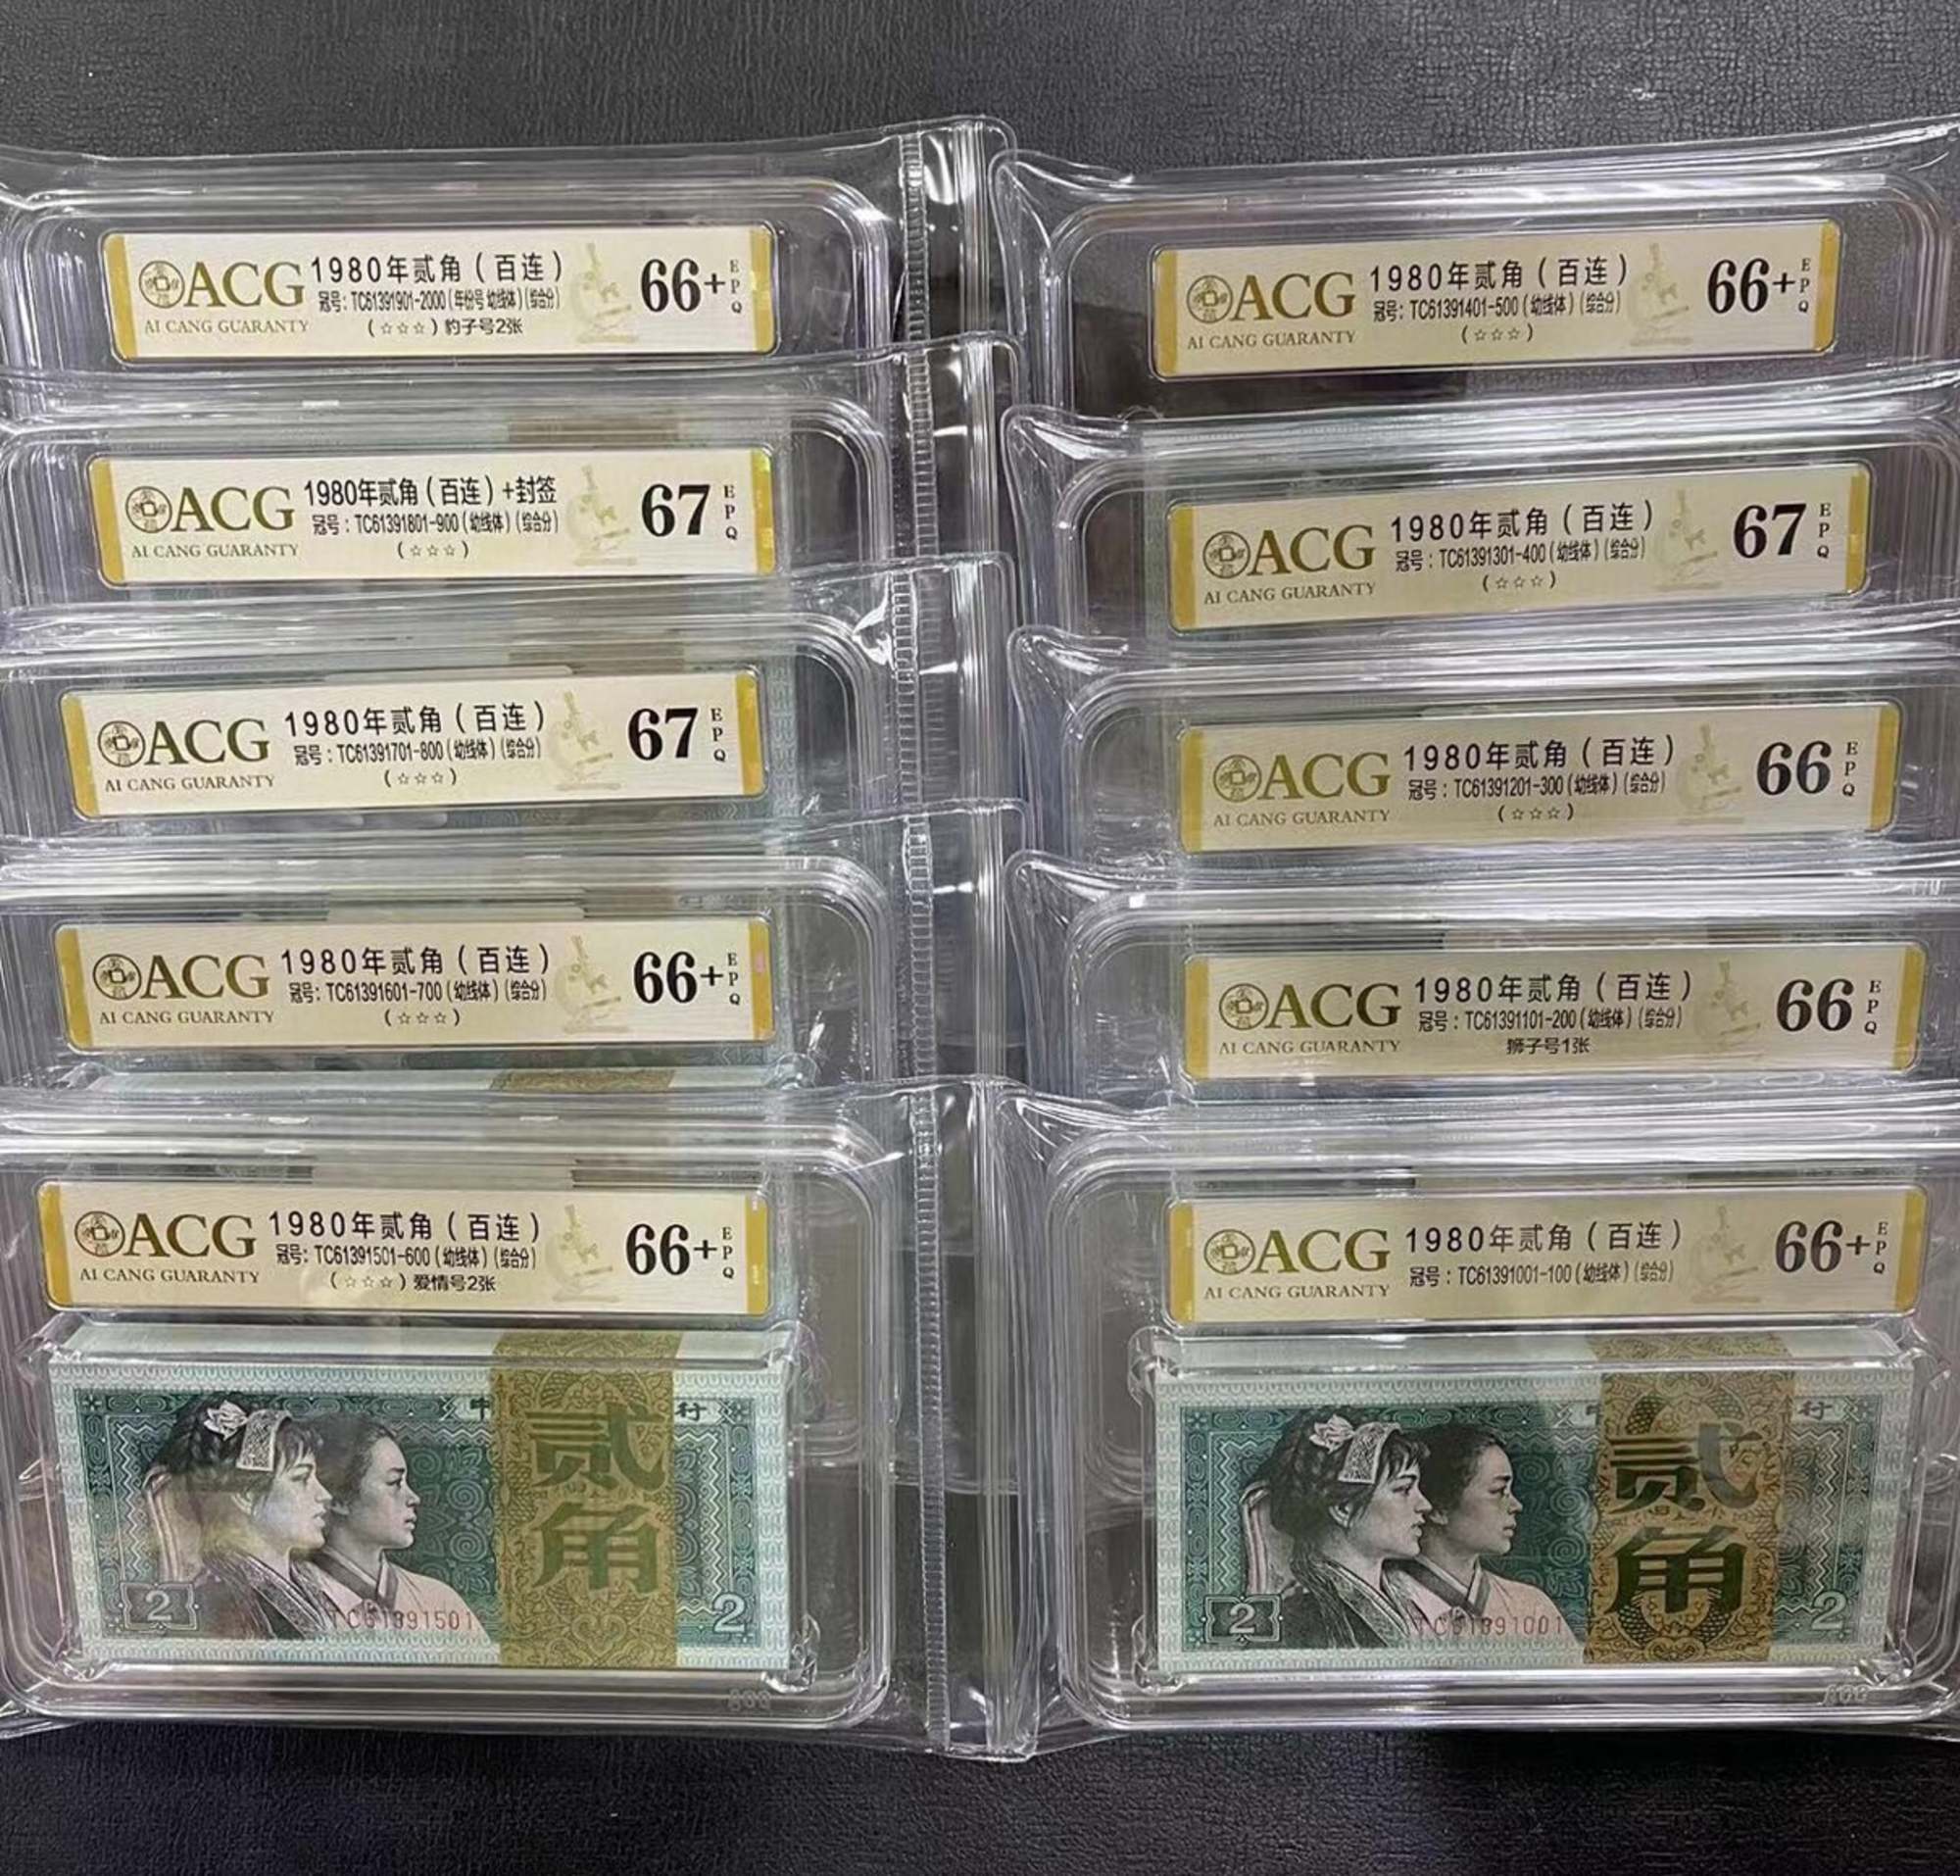 ACG
AI CANG GUARANTY
1980年贰角（百连）
冠号: TC61391901-2000(年份号 幼线体)(综合分)
（☆☆☆）豹子号2张
66+
EPQ
ACG
AI CANG GUARANTY
1980年贰角（百连）
冠号: TC61391401-500(幼线体)(综合分)
（☆☆☆）
66+
EPQ
ACG
AI CANG GUARANTY
1980年贰角（百连）+封签
冠号: TC61391801-900(幼线体)(综合分)
（☆☆☆）
67
EPQ
ACG
AI CANG GUARANTY
1980年贰角（百连）
冠号: TC61391301-400(幼线体)(综合分)
（☆☆☆）
67
EPQ
ACG
AI CANG GUARANTY
1980年贰角（百连）
冠号: TC61391701-800(幼线体)(综合分)
（☆☆☆）
67
EPQ
ACG
AI CANG GUARANTY
1980年贰角（百连）
冠号: TC61391201-300(幼线体)(综合分)
（☆☆☆）
66
EPQ
ACG
AI CANG GUARANTY
1980年贰角（百连）
冠号: TC61391601-700(幼线体)(综合分)
（☆☆☆）
66+
EPQ
ACG
AI CANG GUARANTY
1980年贰角（百连）
冠号: TC61391101-200(幼线体)(综合分)
狮子号1张
66
EPQ
ACG
AI CANG GUARANTY
1980年贰角（百连）
冠号: TC61391501-600(幼线体)(综合分)
（☆☆☆）爱情号2张
66+
EPQ
ACG
AI CANG GUARANTY
1980年贰角（百连）
冠号: TC61391001-100(幼线体)(综合分)
66+
EPQ
中 行
贰角
2
TC61391501
2
中 行
贰角
2
TC61391001
2